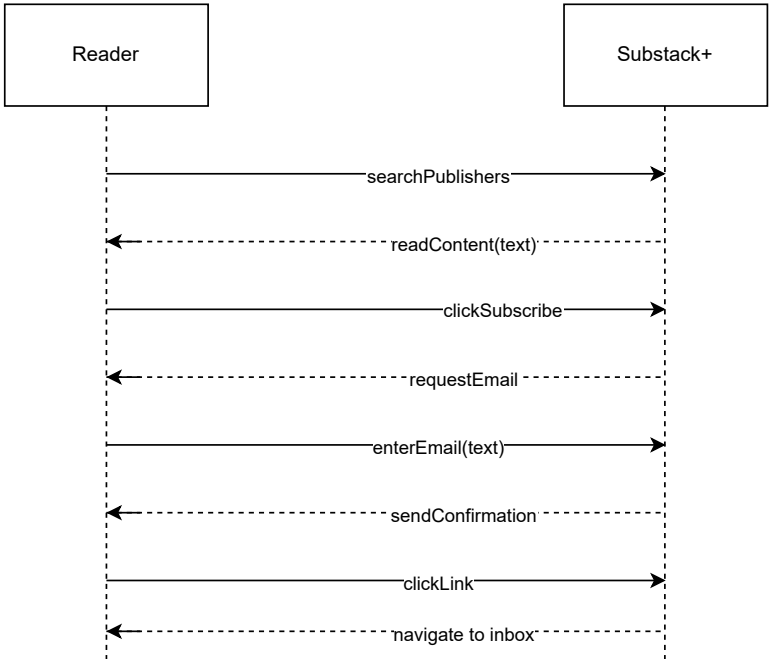 Reader
Substack+
searchPublishers
readContent(text)
clickSubscribe
requestEmail
enterEmail(text)
sendConfirmation
clickLink
navigate to inbox